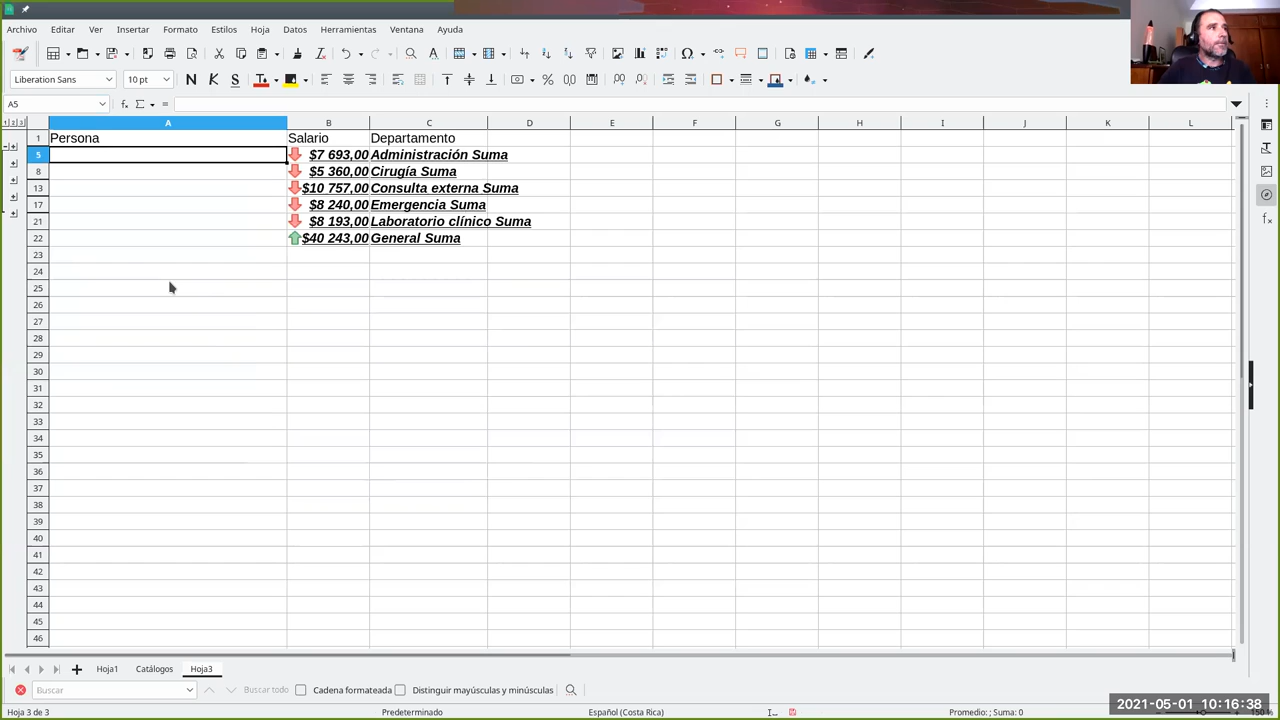 Archivo Editar Ver Insertar Formato Estilos Hoja Datos Herramientas Ventana Ayuda
Liberation Sans 10 pt N K S
A5 fx Σ =
1 2 3 A B C D E F G H I J K L
1 Persona Salario Departamento
5 $7 693,00 Administración Suma
8 $5 360,00 Cirugía Suma
13 $10 757,00 Consulta externa Suma
17 $8 240,00 Emergencia Suma
21 $8 193,00 Laboratorio clínico Suma
22 $40 243,00 General Suma
23
24
25
26
27
28
29
30
31
32
33
34
35
36
37
38
39
40
41
42
43
44
45
46
Hoja1 Catálogos Hoja3
Buscar Buscar todo Cadena formateada Distinguir mayúsculas y minúsculas
Hoja 3 de 3 Predeterminado Español (Costa Rica) Promedio: ; Suma: 0
2021-05-01 10:16:38